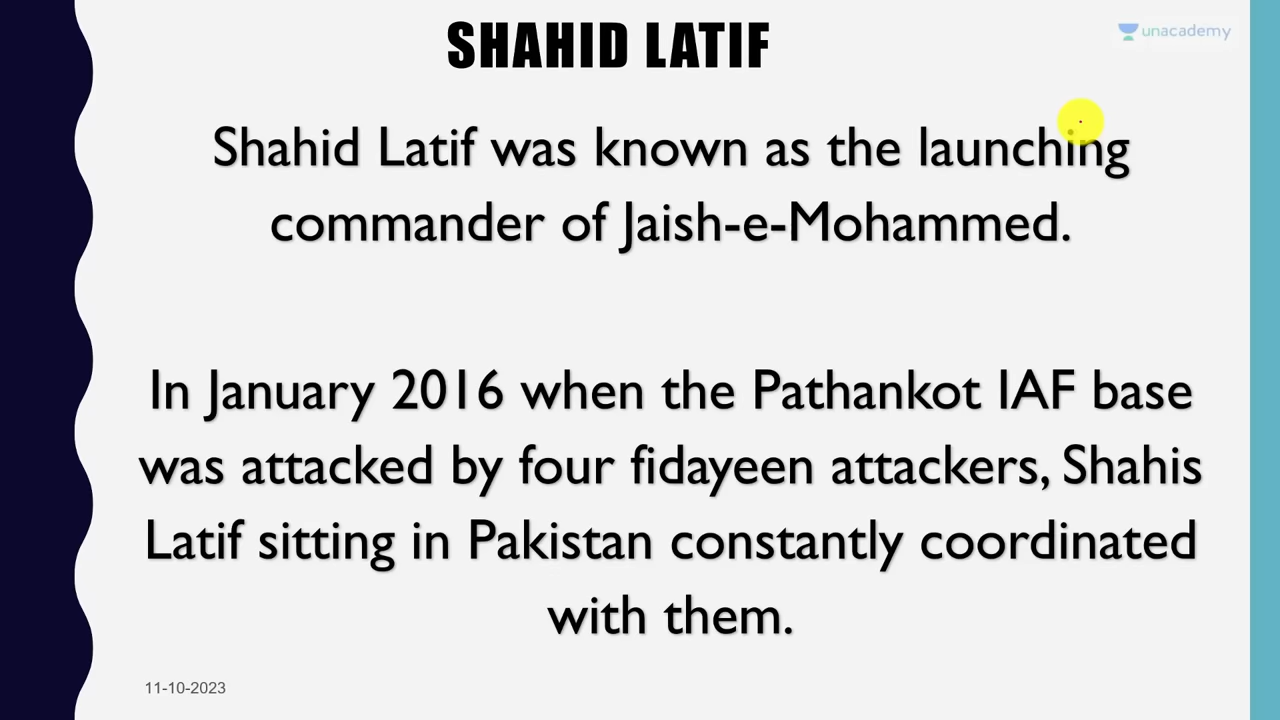 SHAHID LATIF
unacademy
Shahid Latif was known as the launching
commander of Jaish-e-Mohammed.
In January 2016 when the Pathankot IAF base
was attacked by four fidayeen attackers, Shahis
Latif sitting in Pakistan constantly coordinated
with them.
11-10-2023